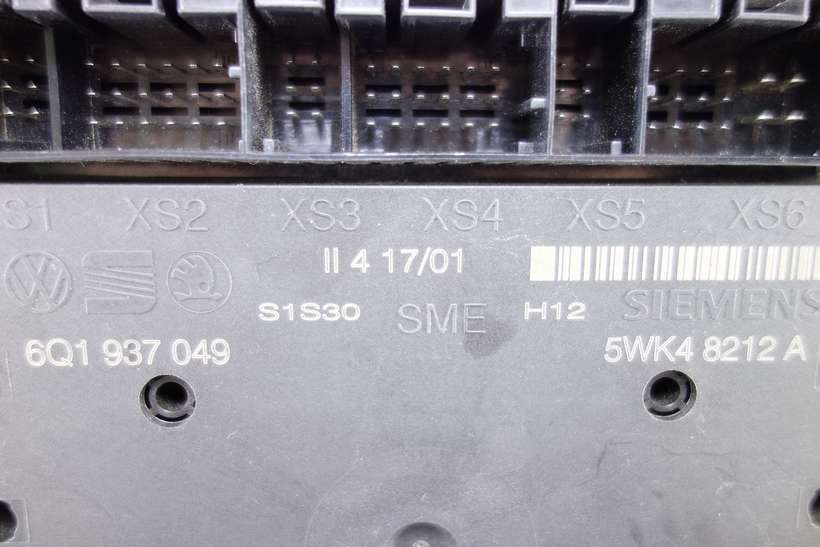 S1 XS2 XS3 XS4 XS5 XS6
II 4 17/01
S1S30 SME H12 SIEMENS
6Q1 937 049 5WK4 8212 A